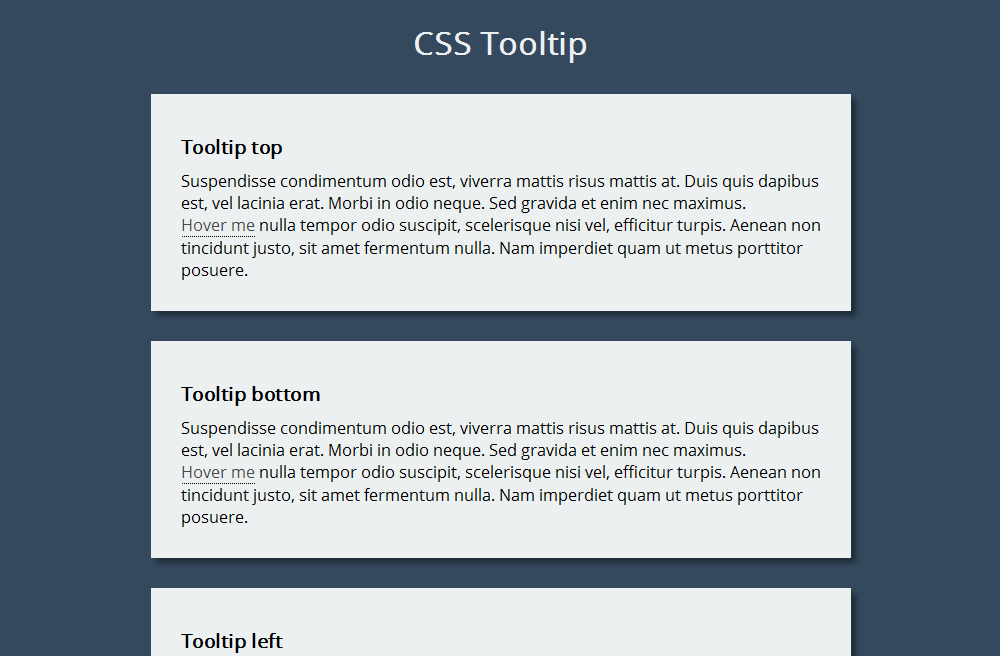 CSS Tooltip
Tooltip top
Suspendisse condimentum odio est, viverra mattis risus mattis at. Duis quis dapibus
est, vel lacinia erat. Morbi in odio neque. Sed gravida et enim nec maximus.
Hover me nulla tempor odio suscipit, scelerisque nisi vel, efficitur turpis. Aenean non
tincidunt justo, sit amet fermentum nulla. Nam imperdiet quam ut metus porttitor
posuere.
Tooltip bottom
Suspendisse condimentum odio est, viverra mattis risus mattis at. Duis quis dapibus
est, vel lacinia erat. Morbi in odio neque. Sed gravida et enim nec maximus.
Hover me nulla tempor odio suscipit, scelerisque nisi vel, efficitur turpis. Aenean non
tincidunt justo, sit amet fermentum nulla. Nam imperdiet quam ut metus porttitor
posuere.
Tooltip left